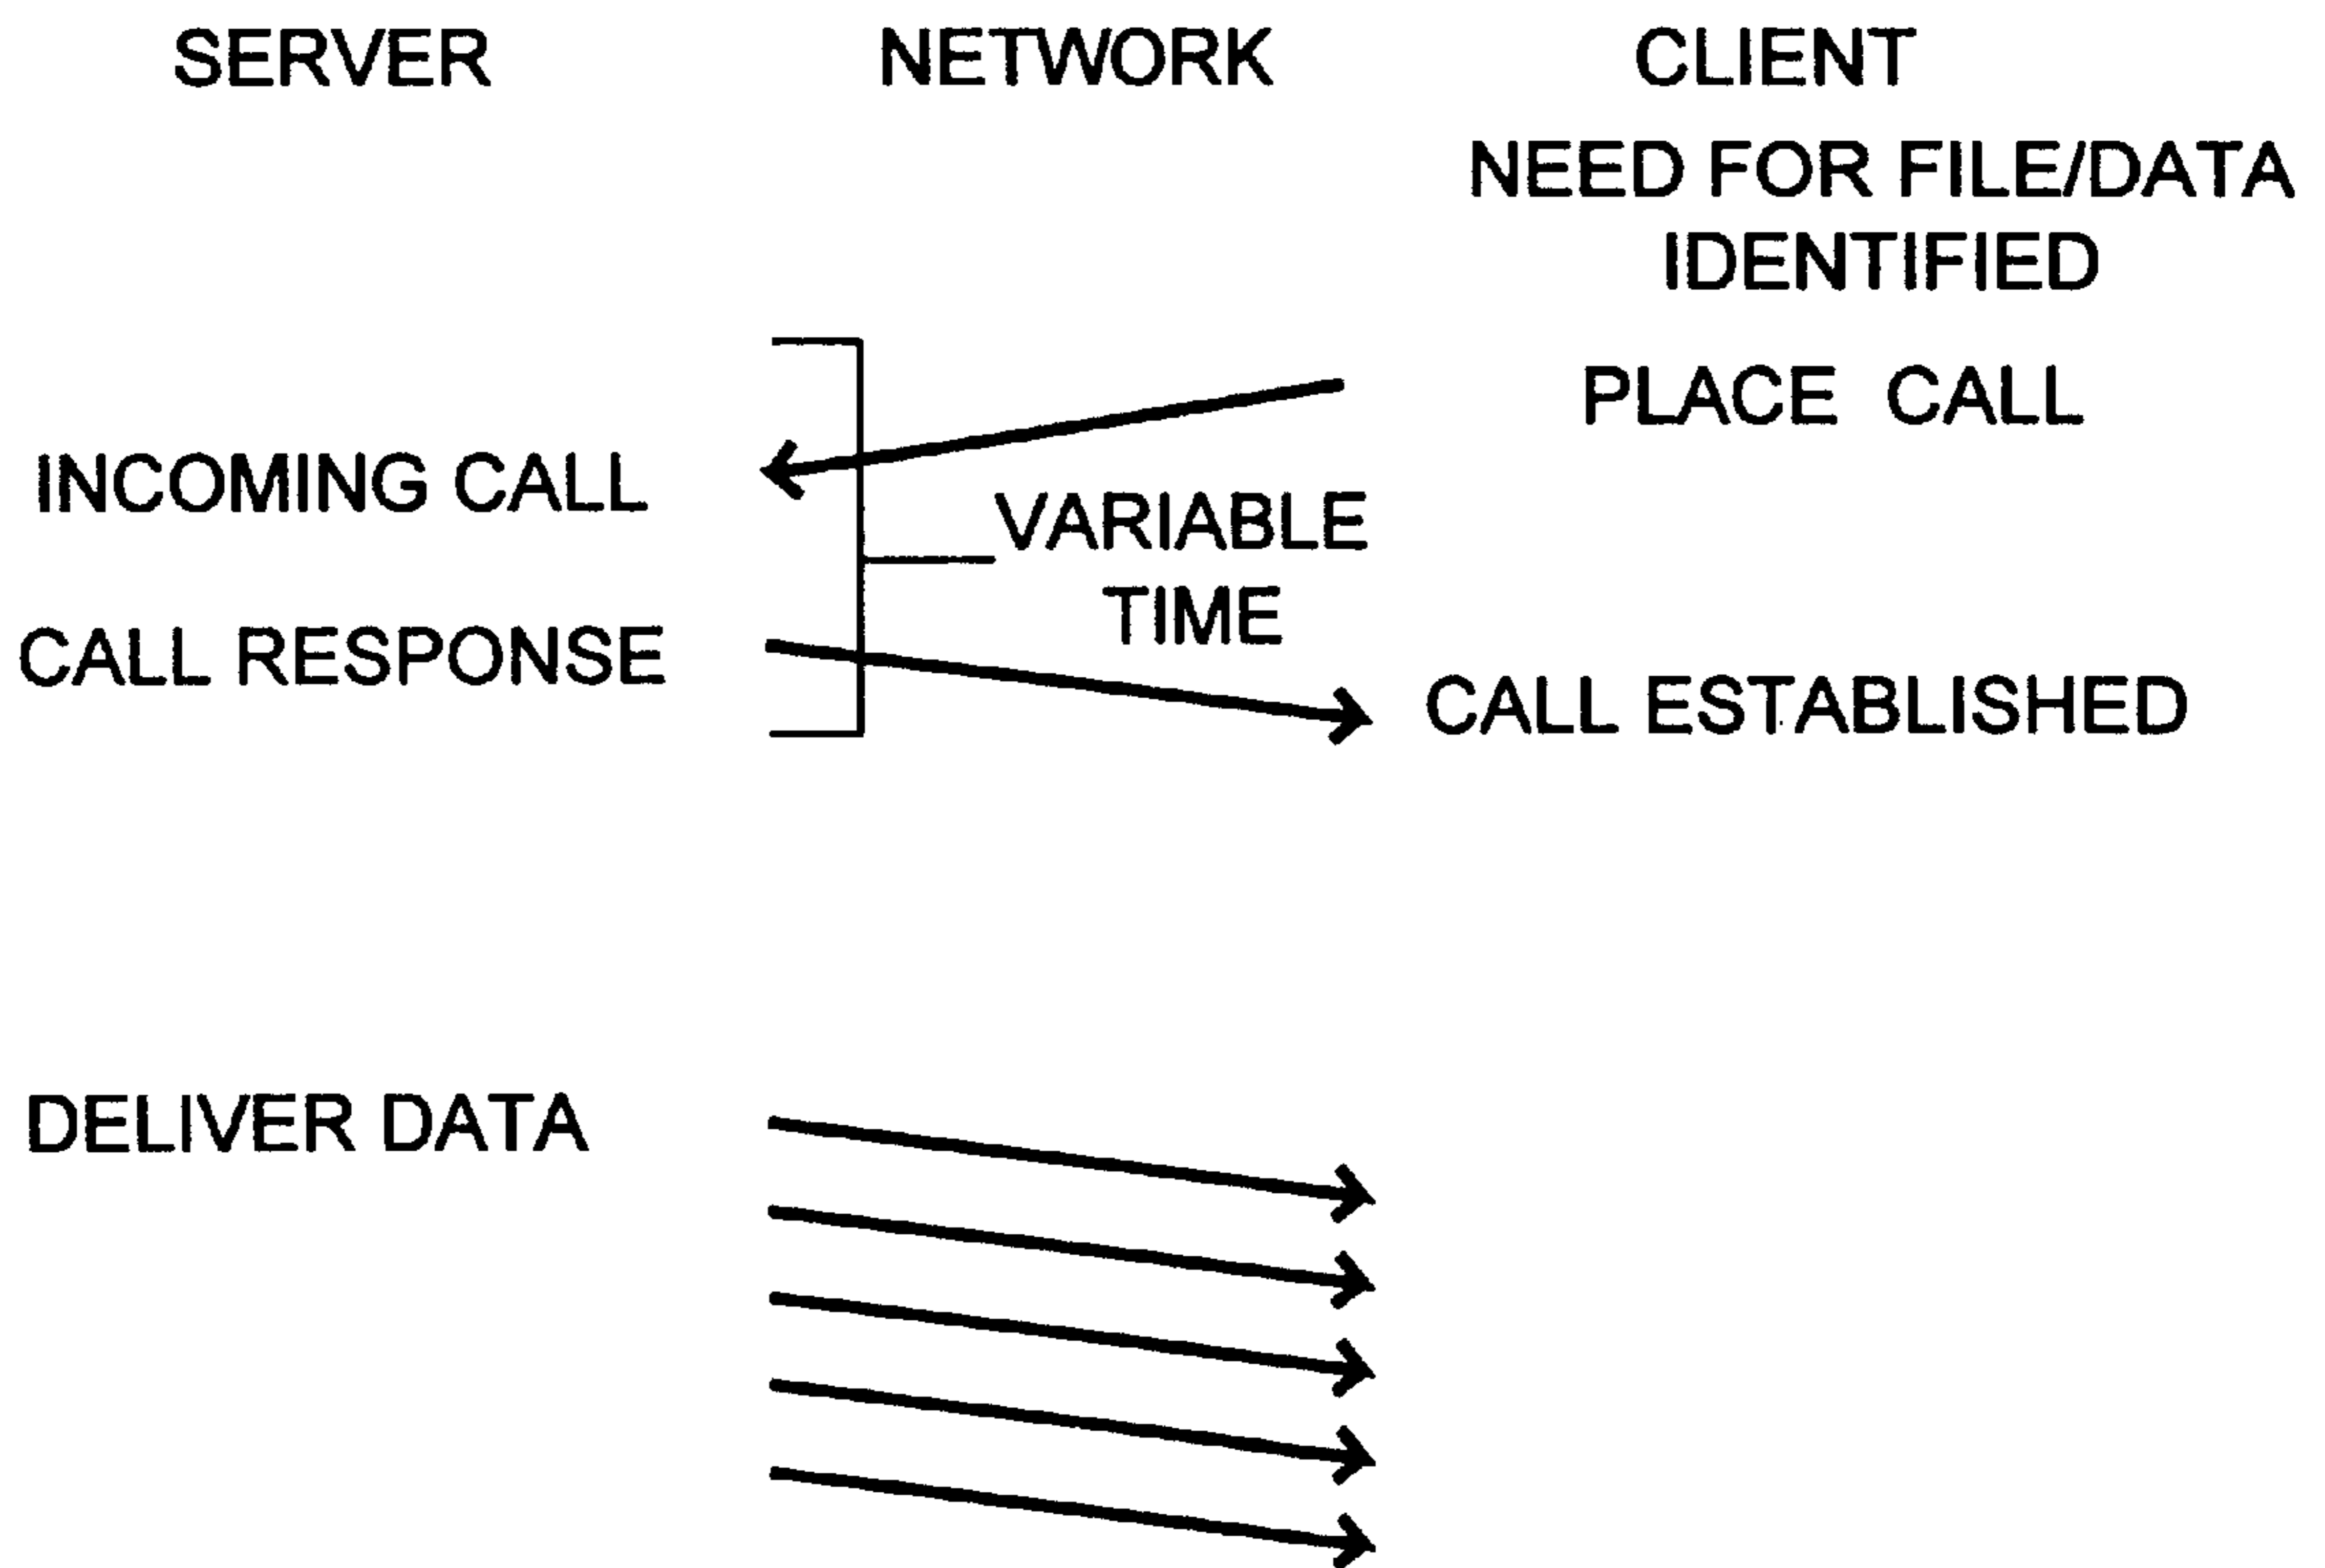 SERVER NETWORK CLIENT
NEED FOR FILE/DATA
IDENTIFIED
PLACE CALL
INCOMING CALL
VARIABLE
TIME
CALL RESPONSE
CALL ESTABLISHED
DELIVER DATA